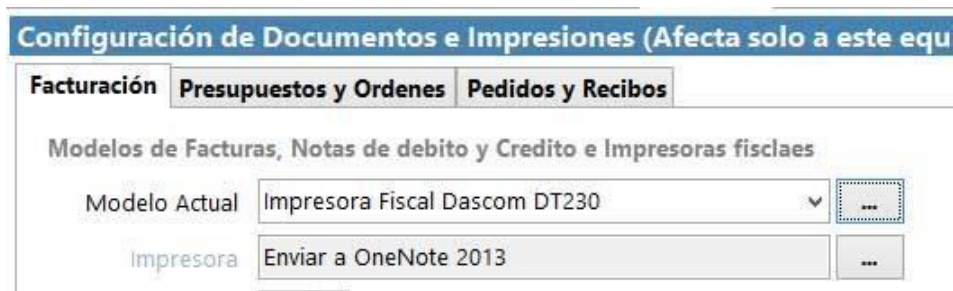 Configuración de Documentos e Impresiones (Afecta solo a este equ
Facturación Presupuestos y Ordenes Pedidos y Recibos
Modelos de Facturas, Notas de debito y Credito e Impresoras fisclaes
Modelo Actual Impresora Fiscal Dascom DT230 ...
Impresora Enviar a OneNote 2013 ...